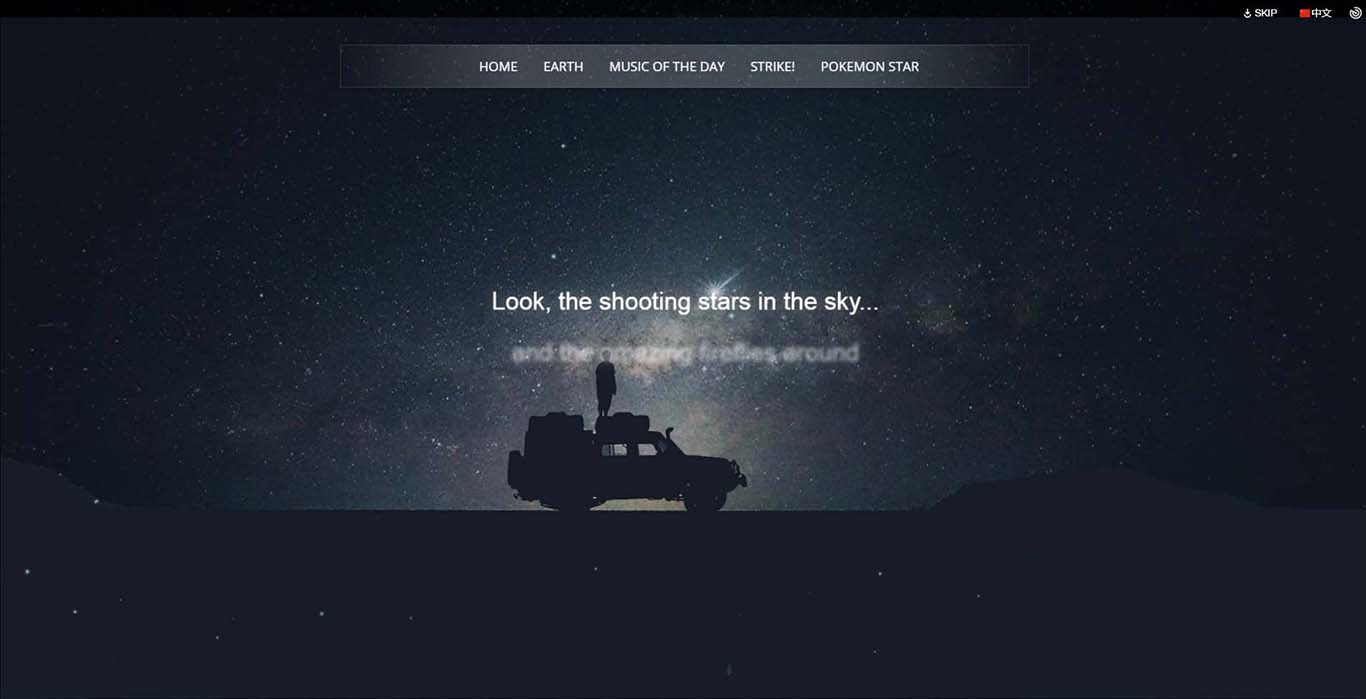 SKIP
中文
HOME EARTH MUSIC OF THE DAY STRIKE! POKEMON STAR
Look, the shooting stars in the sky...
and the amazing fireflies around